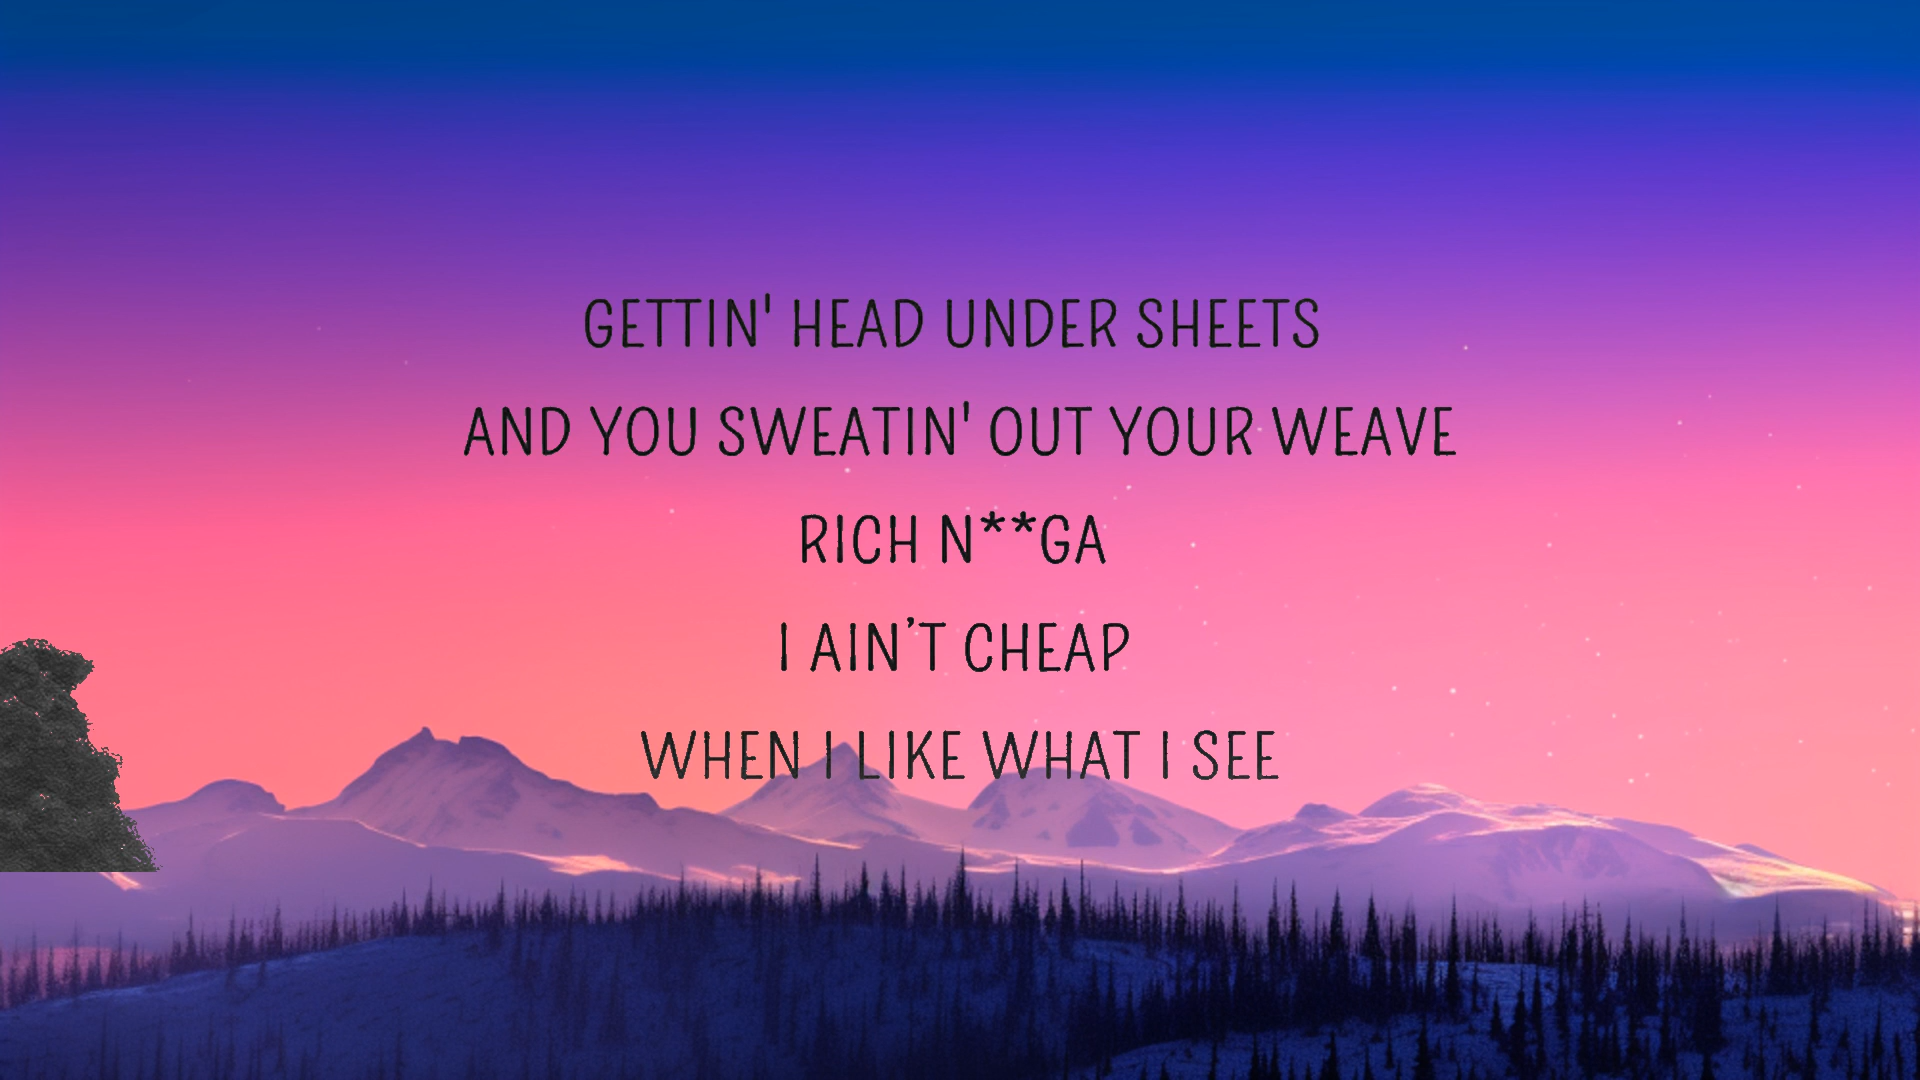 GETTIN' HEAD UNDER SHEETS
AND YOU SWEATIN' OUT YOUR WEAVE
RICH N**GA
I AIN’T CHEAP
WHEN I LIKE WHAT I SEE